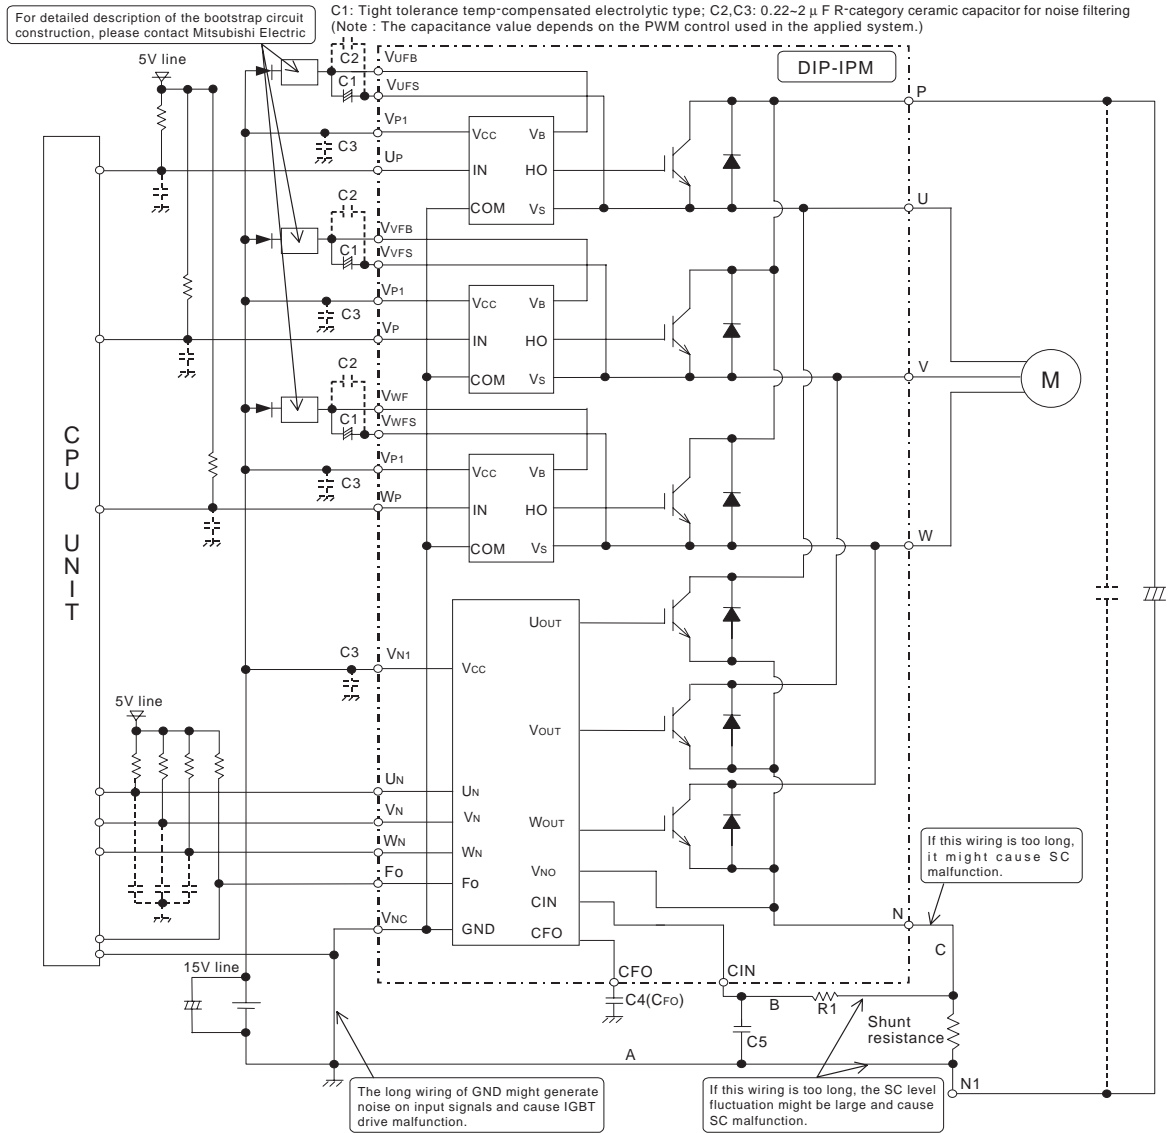 For detailed description of the bootstrap circuit
construction, please contact Mitsubishi Electric
C1: Tight tolerance temp-compensated electrolytic type; C2,C3: 0.22~2 µ F R-category ceramic capacitor for noise filtering
(Note : The capacitance value depends on the PWM control used in the applied system.)
DIP-IPM
5V line
C2
VUFB
C1
VUFS
P
VP1
C3
VCC
VB
UP
IN
HO
COM
VS
U
C2
VVFB
C1
VVFS
VP1
C3
VCC
VB
VP
IN
HO
COM
VS
V
M
C2
VWF
C1
VWFS
VP1
C3
VCC
VB
WP
IN
HO
COM
VS
W
CPU UNIT
UOUT
C3
VN1
VCC
5V line
VOUT
UN
UN
VN
VN
WOUT
WN
WN
FO
FO
VNO
CIN
VNC
GND
CFO
N
If this wiring is too long,
it might cause SC
malfunction.
C
15V line
CFO
CIN
C4(CFO)
B
R1
C5
Shunt
resistance
A
N1
The long wiring of GND might generate
noise on input signals and cause IGBT
drive malfunction.
If this wiring is too long, the SC level
fluctuation might be large and cause
SC malfunction.